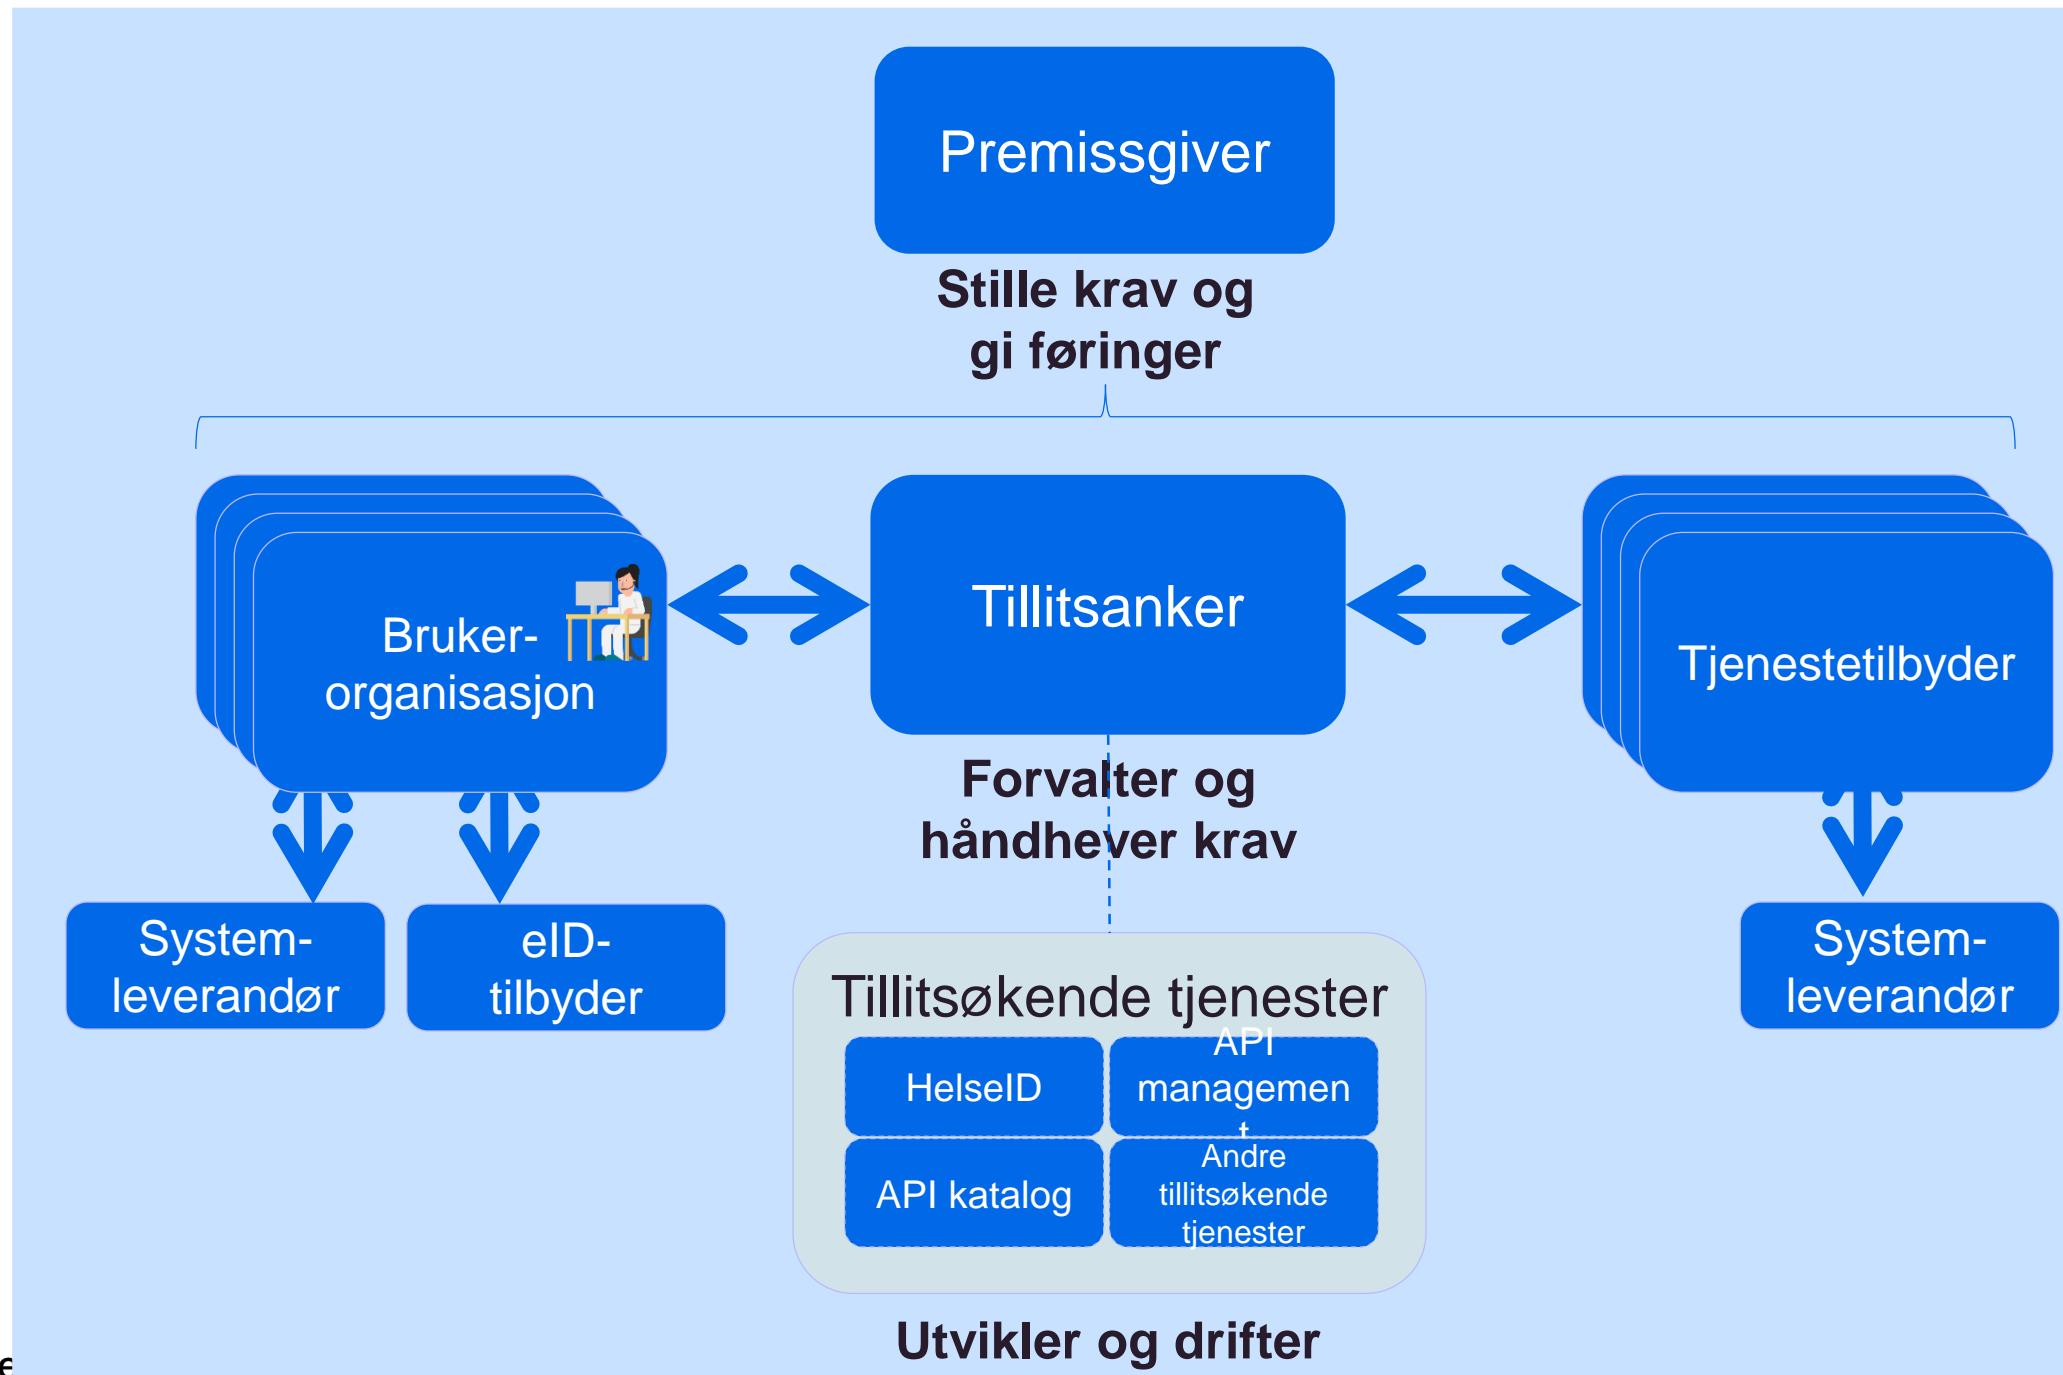 Premissgiver
Stille krav og
gi føringer
Bruker-
organisasjon
Tillitsanker
Tjenestetilbyder
Forvalter og
håndhever krav
System-
leverandør
eID-
tilbyder
System-
leverandør
Tillitsøkende tjenester
HelseID
API
managemen
t
API katalog
Andre
tillitsøkende
tjenester
Utvikler og drifter
e